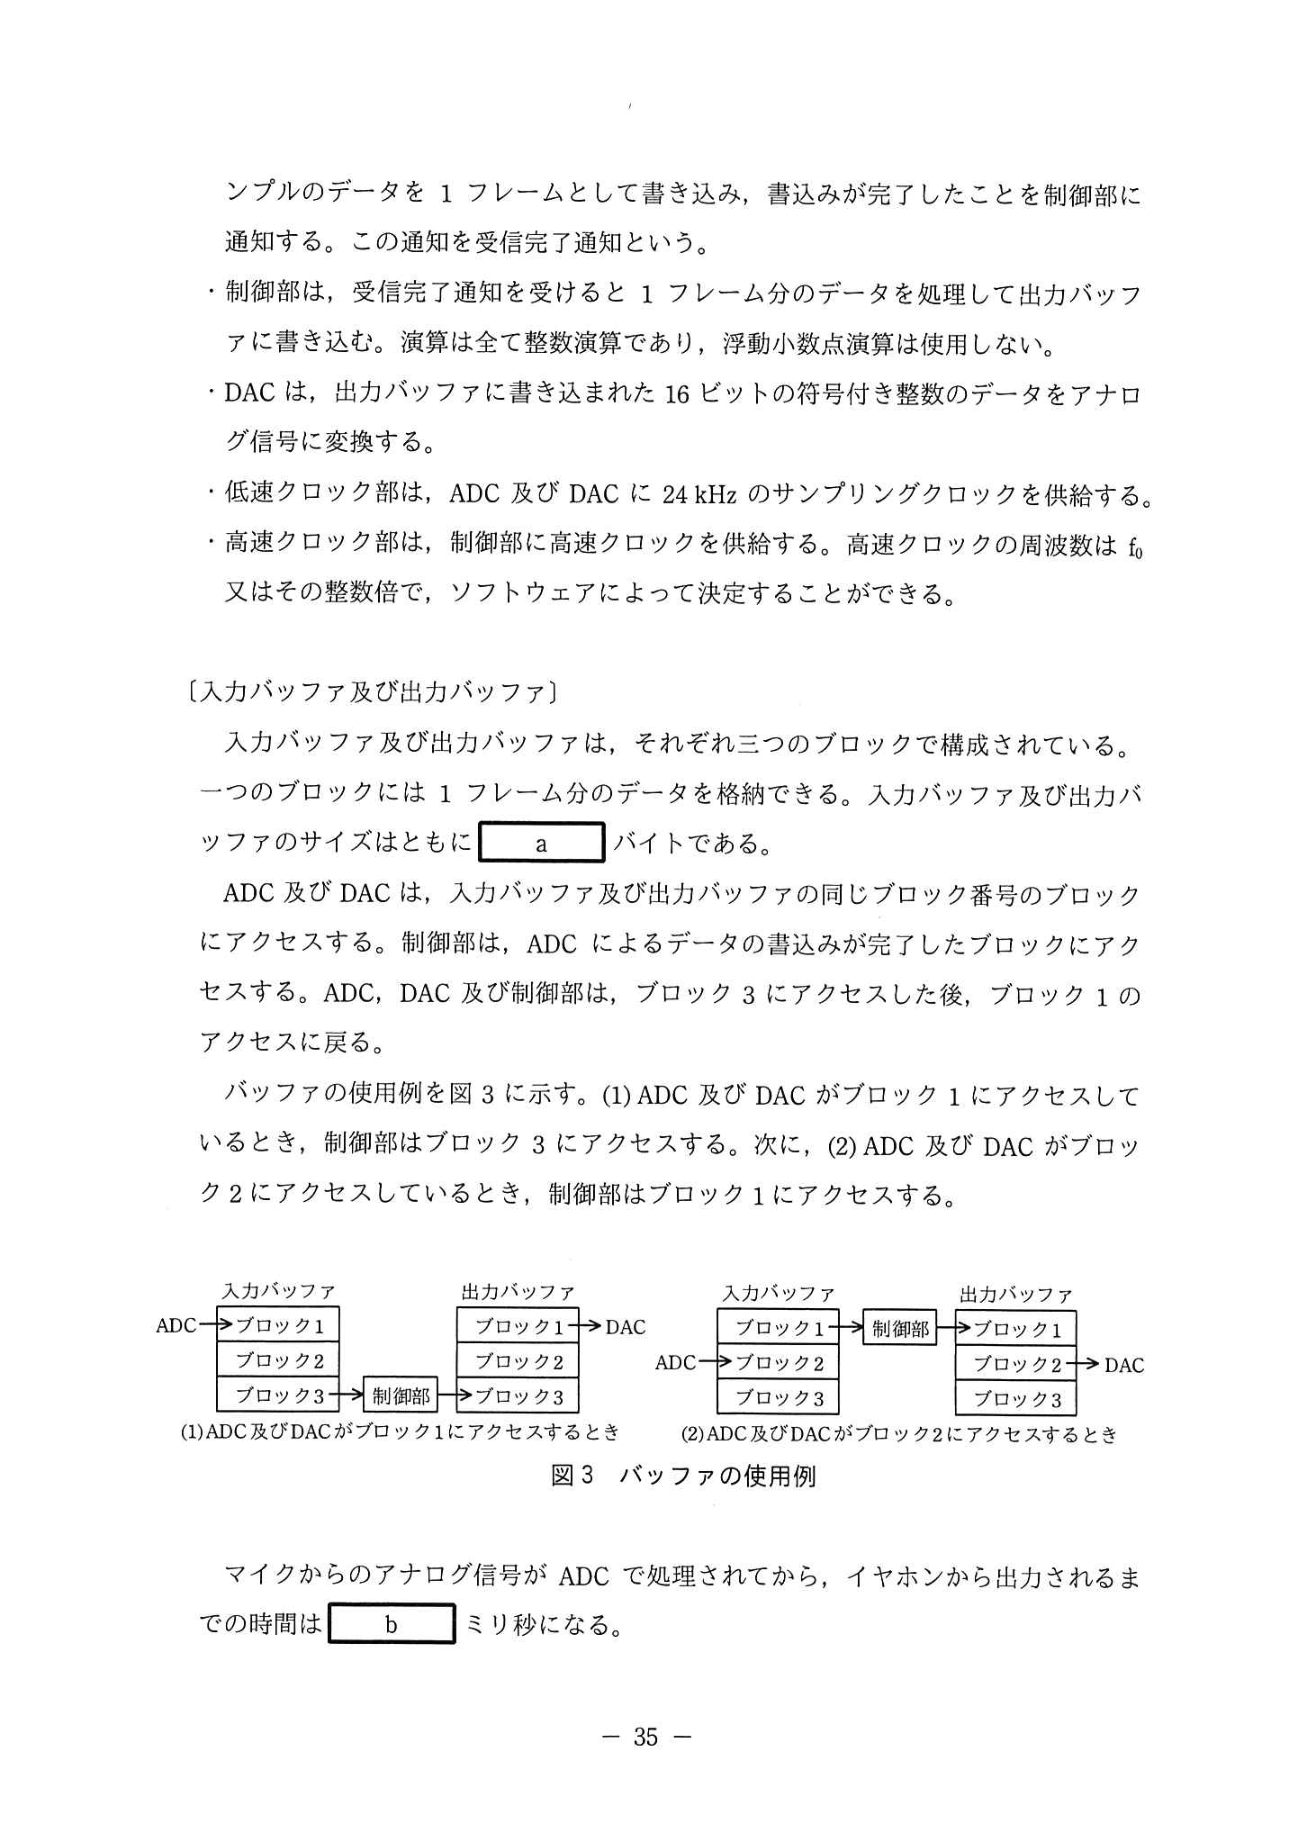 ンプルのデータを 1 フレームとして書き込み，書込みが完了したことを制御部に
通知する。この通知を受信完了通知という。
・制御部は，受信完了通知を受けると 1 フレーム分のデータを処理して出力バッフ
ァに書き込む。演算は全て整数演算であり，浮動小数点演算は使用しない。
・DAC は，出力バッファに書き込まれた 16 ビットの符号付き整数のデータをアナロ
グ信号に変換する。
・低速クロック部は，ADC 及び DAC に 24 kHz のサンプリングクロックを供給する。
・高速クロック部は，制御部に高速クロックを供給する。高速クロックの周波数は f₀
又はその整数倍で，ソフトウェアによって決定することができる。
〔入力バッファ及び出力バッファ〕
入力バッファ及び出力バッファは，それぞれ三つのブロックで構成されている。
一つのブロックには 1 フレーム分のデータを格納できる。入力バッファ及び出力バ
ッファのサイズはともに a バイトである。
ADC 及び DAC は，入力バッファ及び出力バッファの同じブロック番号のブロック
にアクセスする。制御部は，ADC によるデータの書込みが完了したブロックにアク
セスする。ADC，DAC 及び制御部は，ブロック 3 にアクセスした後，ブロック 1 の
アクセスに戻る。
バッファの使用例を図 3 に示す。(1) ADC 及び DAC がブロック 1 にアクセスして
いるとき，制御部はブロック 3 にアクセスする。次に，(2) ADC 及び DAC がブロッ
ク 2 にアクセスしているとき，制御部はブロック 1 にアクセスする。
入力バッファ 出力バッファ
ADC ブロック1 ブロック1 DAC
ブロック2 ブロック2
ブロック3 制御部 ブロック3
(1)ADC及びDACがブロック1にアクセスするとき
入力バッファ 出力バッファ
ブロック1 制御部 ブロック1
ADC ブロック2 ブロック2 DAC
ブロック3 ブロック3
(2)ADC及びDACがブロック2にアクセスするとき
図 3 バッファの使用例
マイクからのアナログ信号が ADC で処理されてから，イヤホンから出力されるま
での時間は b ミリ秒になる。
－ 35 －